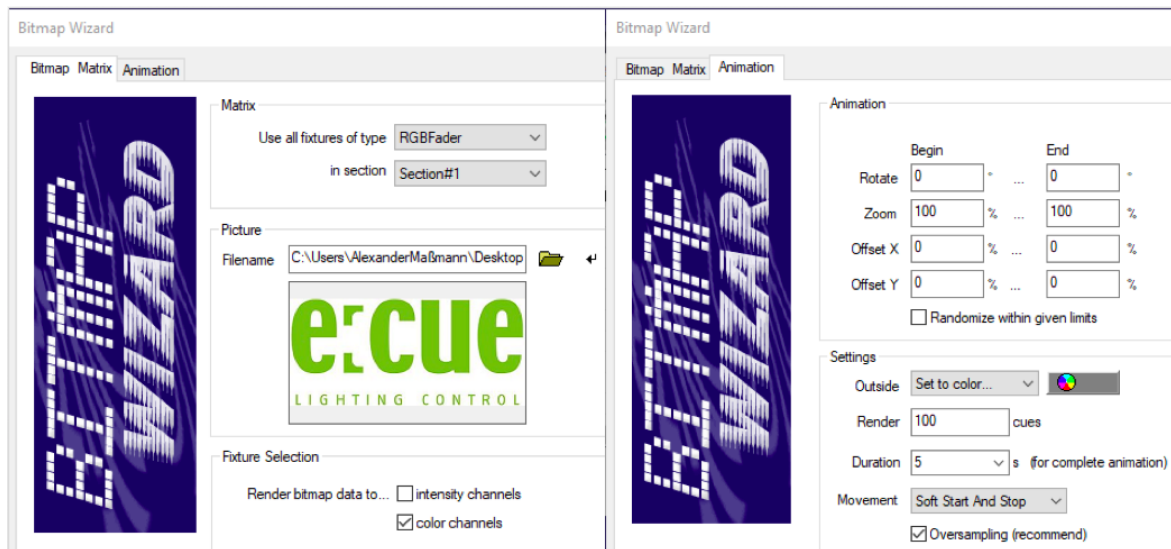 Bitmap Wizard
Bitmap Matrix Animation
BITMAP
WIZARD
Matrix
Use all fixtures of type RGBFader
in section Section#1
Picture
Filename C:\Users\AlexanderMaßmann\Desktop
e:cue
LIGHTING CONTROL
Fixture Selection
Render bitmap data to... intensity channels
color channels
Bitmap Wizard
Bitmap Matrix Animation
BITMAP
WIZARD
Animation
Begin End
Rotate 0 ° ... 0 °
Zoom 100 % ... 100 %
Offset X 0 % ... 0 %
Offset Y 0 % ... 0 %
Randomize within given limits
Settings
Outside Set to color...
Render 100 cues
Duration 5 s (for complete animation)
Movement Soft Start And Stop
Oversampling (recommend)